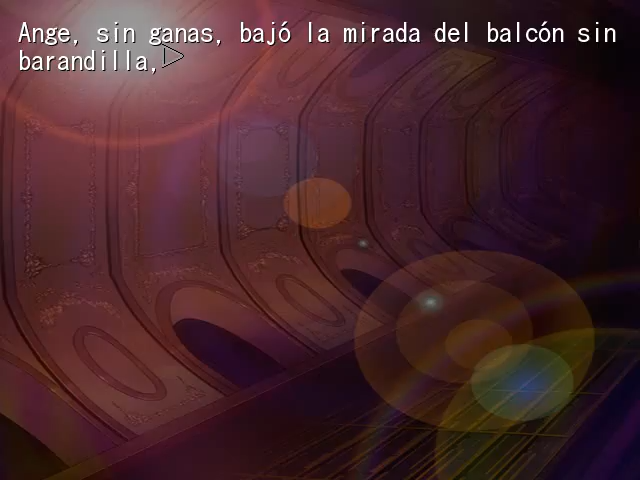 Ange, sin ganas, bajó la mirada del balcón sin
barandilla,